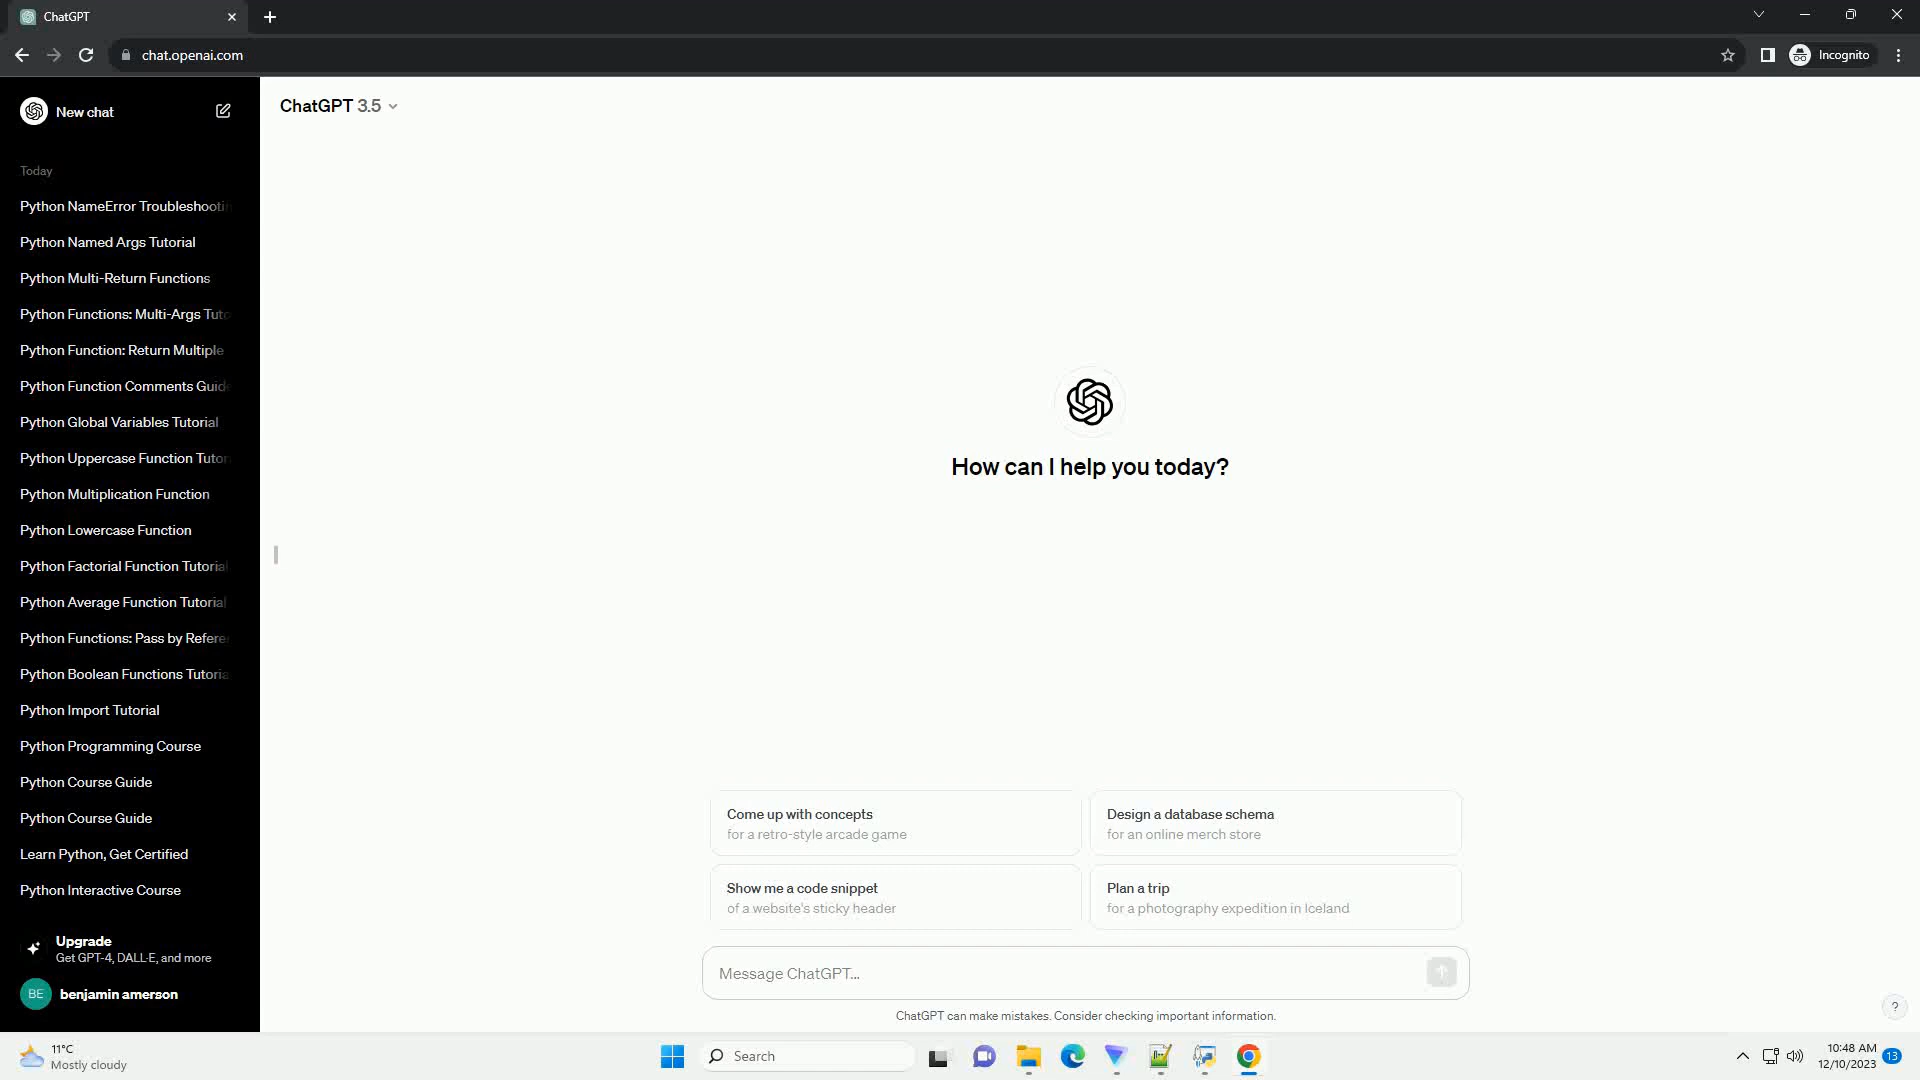 ChatGPT
chat.openai.com
Incognito
New chat
ChatGPT 3.5
Today
Python NameError Troubleshootin
Python Named Args Tutorial
Python Multi-Return Functions
Python Functions: Multi-Args Tuto
Python Function: Return Multiple
Python Function Comments Guide
Python Global Variables Tutorial
Python Uppercase Function Tutor
Python Multiplication Function
Python Lowercase Function
Python Factorial Function Tutorial
Python Average Function Tutorial
Python Functions: Pass by Refere
Python Boolean Functions Tutoria
Python Import Tutorial
Python Programming Course
Python Course Guide
Python Course Guide
Learn Python, Get Certified
Python Interactive Course
Upgrade
Get GPT-4, DALL·E, and more
BE
benjamin amerson
How can I help you today?
Come up with concepts
for a retro-style arcade game
Design a database schema
for an online merch store
Show me a code snippet
of a website's sticky header
Plan a trip
for a photography expedition in Iceland
Message ChatGPT...
ChatGPT can make mistakes. Consider checking important information.
?
11°C
Mostly cloudy
Search
10:48 AM
12/10/2023
13